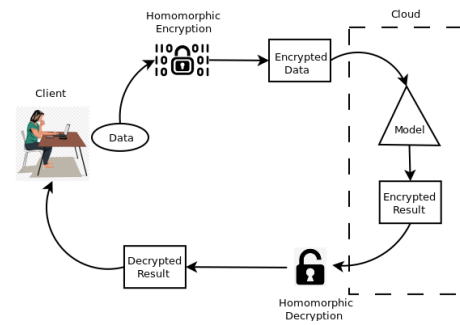 Cloud
Homomorphic
Encryption
Encrypted
Data
Client
Data
Model
Encrypted
Result
Decrypted
Result
Homomorphic
Decryption